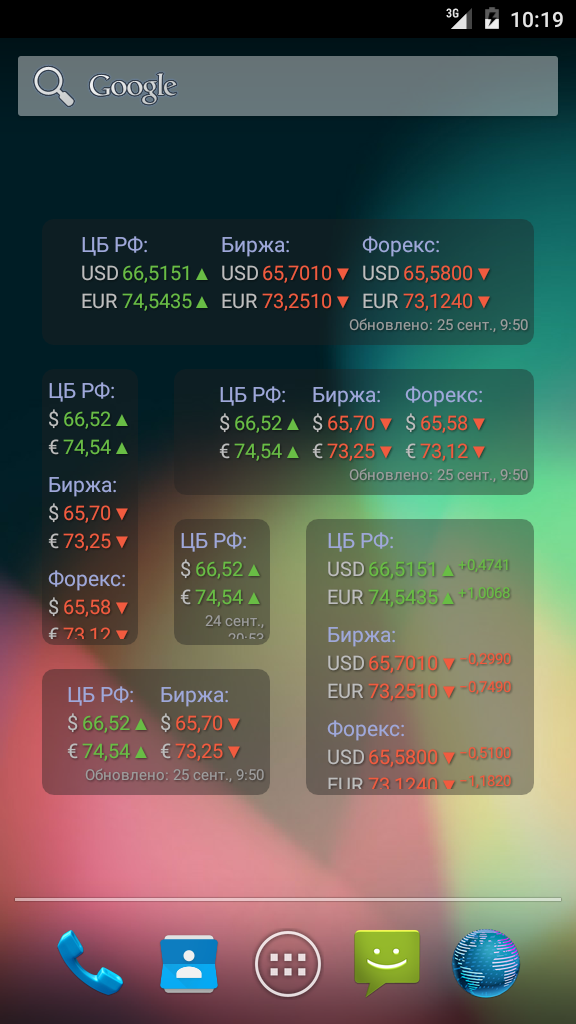 3G 10:19
Google
ЦБ РФ: Биржа: Форекс:
USD 66,5151 ▲ USD 65,7010 ▼ USD 65,5800 ▼
EUR 74,5435 ▲ EUR 73,2510 ▼ EUR 73,1240 ▼
Обновлено: 25 сент., 9:50
ЦБ РФ:
$ 66,52 ▲
€ 74,54 ▲
Биржа:
$ 65,70 ▼
€ 73,25 ▼
Форекс:
$ 65,58 ▼
€ 73,12 ▼
ЦБ РФ: Биржа: Форекс:
$ 66,52 ▲ $ 65,70 ▼ $ 65,58 ▼
€ 74,54 ▲ € 73,25 ▼ € 73,12 ▼
Обновлено: 25 сент., 9:50
ЦБ РФ:
$ 66,52 ▲
€ 74,54 ▲
24 сент.,
20:53
ЦБ РФ:
USD 66,5151 ▲ +0,4741
EUR 74,5435 ▲ +1,0068
Биржа:
USD 65,7010 ▼ −0,2990
EUR 73,2510 ▼ −0,7490
Форекс:
USD 65,5800 ▼ −0,5100
EUR 73,1240 ▼ −1,1820
ЦБ РФ: Биржа:
$ 66,52 ▲ $ 65,70 ▼
€ 74,54 ▲ € 73,25 ▼
Обновлено: 25 сент., 9:50